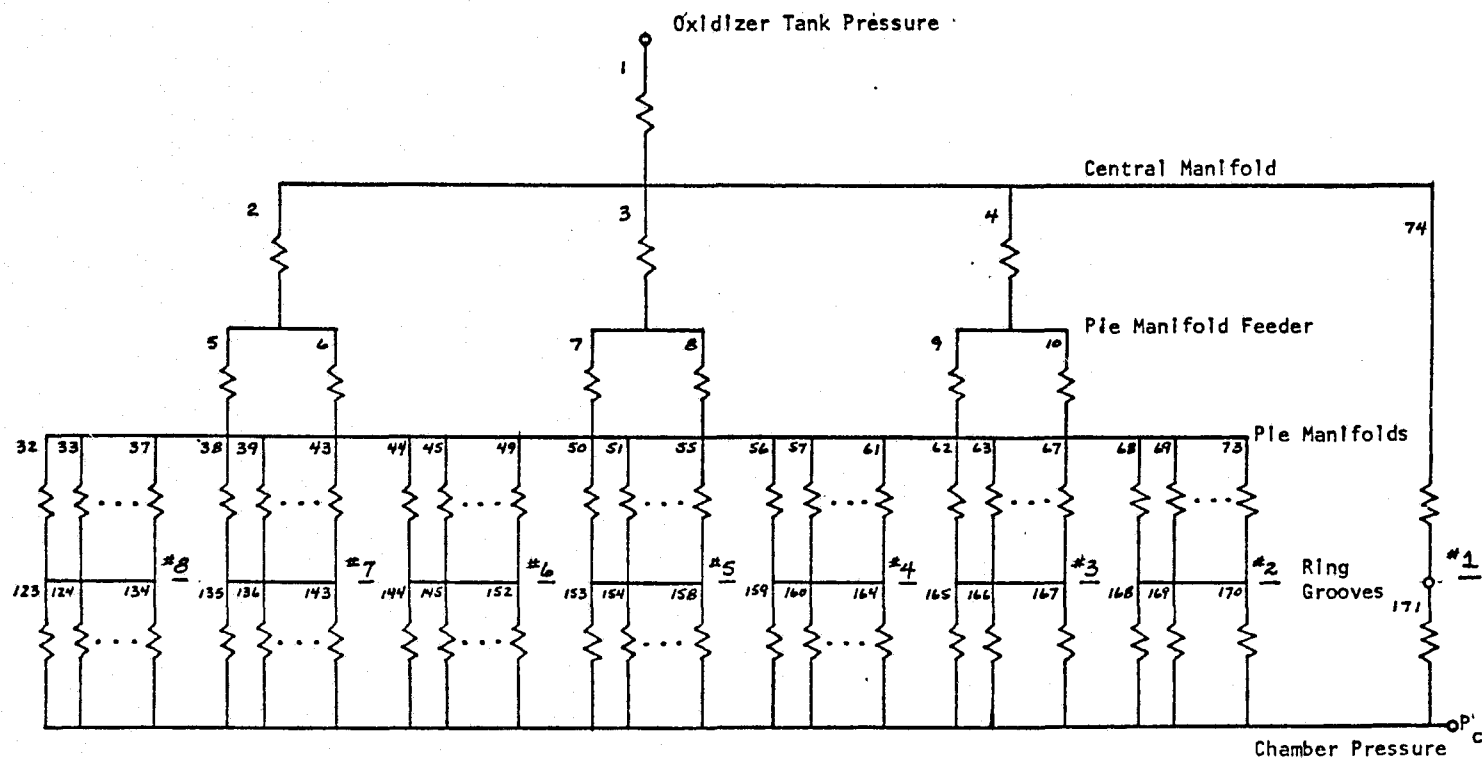 Oxidizer Tank Pressure
1
Central Manifold
2 3 4 74
Pie Manifold Feeder
5 6 7 8 9 10
Pie Manifolds
32 33 37 38 39 43 44 45 49 50 51 55 56 57 61 62 63 67 68 69 73
#8 #7 #6 #5 #4 #3 #2 #1
Ring
Grooves
123 124 134 135 136 143 144 145 152 153 154 158 159 160 164 165 166 167 168 169 170 171
P'c
Chamber Pressure